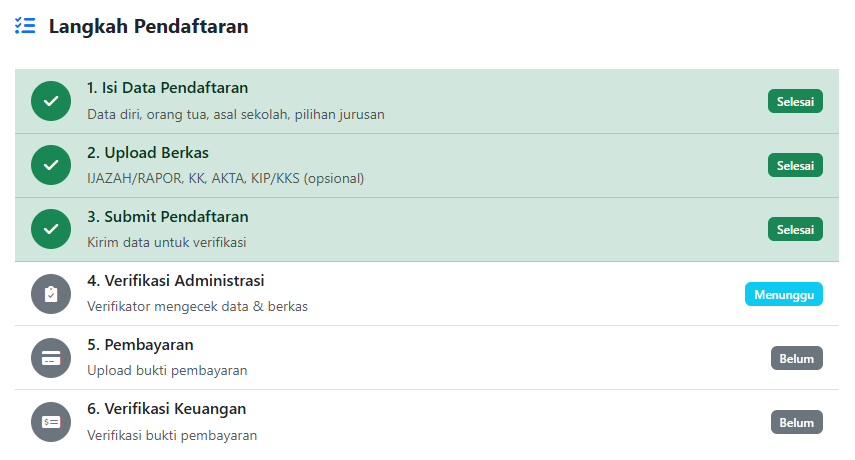 Langkah Pendaftaran
1. Isi Data Pendaftaran
Selesai
Data diri, orang tua, asal sekolah, pilihan jurusan
2. Upload Berkas
Selesai
IJAZAH/RAPOR, KK, AKTA, KIP/KKS (opsional)
3. Submit Pendaftaran
Selesai
Kirim data untuk verifikasi
4. Verifikasi Administrasi
Menunggu
Verifikator mengecek data & berkas
5. Pembayaran
Belum
Upload bukti pembayaran
6. Verifikasi Keuangan
Belum
Verifikasi bukti pembayaran